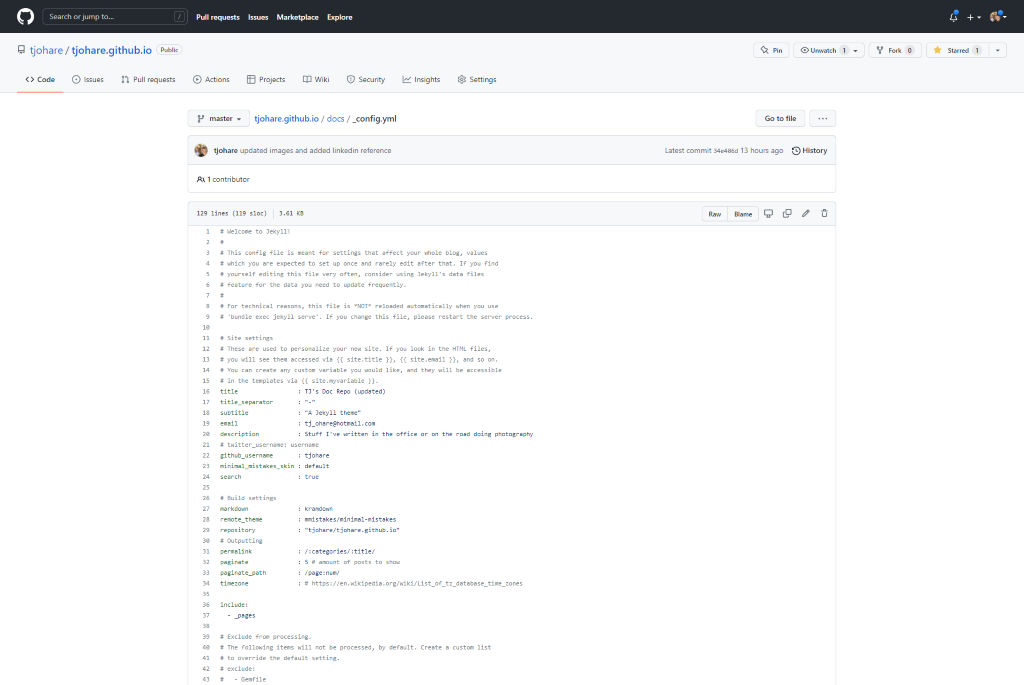 Search or jump to... /
Pull requests Issues Marketplace Explore
tjohare / tjohare.github.io Public
Pin Unwatch 1 Fork 0 Starred 1
Code Issues Pull requests Actions Projects Wiki Security Insights Settings
master tjohare.github.io / docs / _config.yml Go to file ...
tjohare updated images and added linkedin reference Latest commit 13 hours ago History
1 contributor
129 lines (119 sloc) 3.61 KB Raw Blame
1 # Welcome to Jekyll!
2 #
3 # This config file is meant for settings that affect your whole blog, values
4 # which you are expected to set up once and rarely edit after that. If you find
5 # yourself editing this file very often, consider using Jekyll's data files
6 # feature for the data you need to update frequently.
7 #
8 # For technical reasons, this file is *NOT* reloaded automatically when you use
9 # 'bundle exec jekyll serve'. If you change this file, please restart the server process.
10
11 # Site settings
12 # These are used to personalize your new site. If you look in the HTML files,
13 # you will see them accessed via {{ site.title }}, {{ site.email }}, and so on.
14 # You can create any custom variable you would like, and they will be accessible
15 # in the templates via {{ site.myvariable }}.
16 title : TJ's Doc Repo (updated)
17 title_separator : "-"
18 subtitle : "A Jekyll theme"
19 email : tj_ohare@hotmail.com
20 description : Stuff I've written in the office or on the road doing photography
21 # twitter_username: username
22 github_username : tjohare
23 minimal_mistakes_skin : default
24 search : true
25
26 # Build settings
27 markdown : kramdown
28 remote_theme : mmistakes/minimal-mistakes
29 repository : "tjohare/tjohare.github.io"
30 # Outputting
31 permalink : /:categories/:title/
32 paginate : 5 # amount of posts to show
33 paginate_path : /page:num/
34 timezone : # https://en.wikipedia.org/wiki/List_of_tz_database_time_zones
35
36 include:
37 - _pages
38
39 # Exclude from processing.
40 # The following items will not be processed, by default. Create a custom list
41 # to override the default setting.
42 # exclude:
43 # - Gemfile